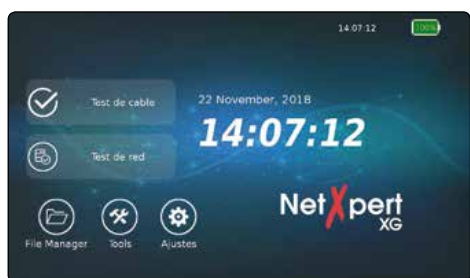 14:07:12
100%
Test de cable
22 November, 2018
14:07:12
Test de red
NetXpert
XG
File Manager
Tools
Ajustes